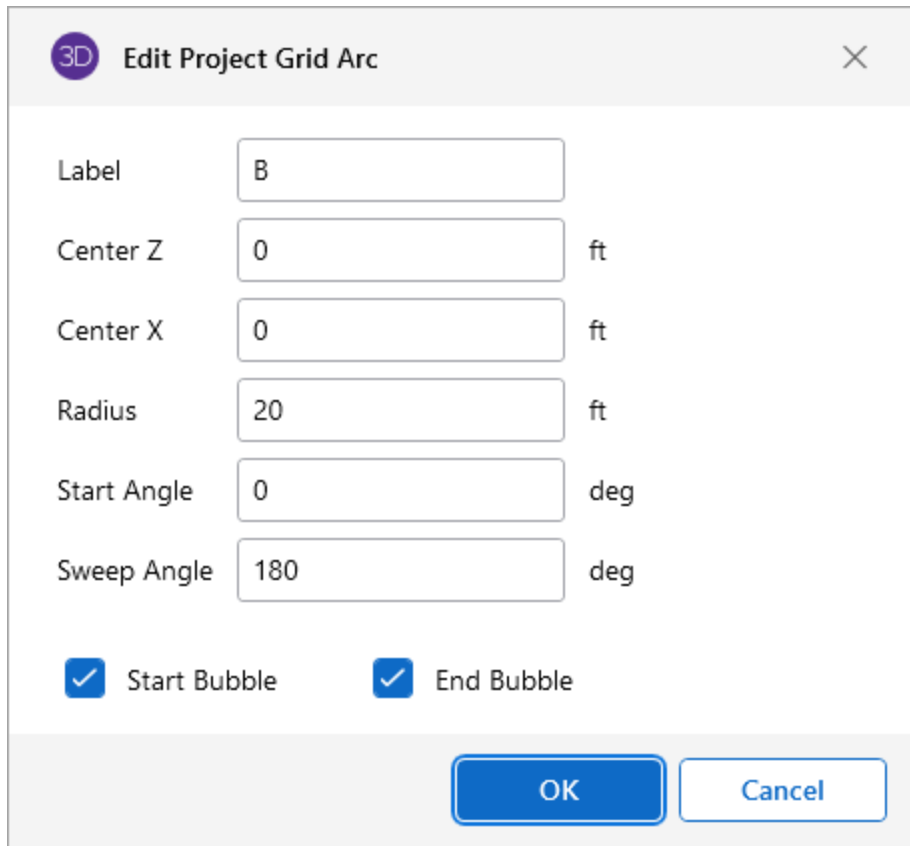 3D Edit Project Grid Arc
Label B
Center Z 0 ft
Center X 0 ft
Radius 20 ft
Start Angle 0 deg
Sweep Angle 180 deg
Start Bubble End Bubble
OK Cancel